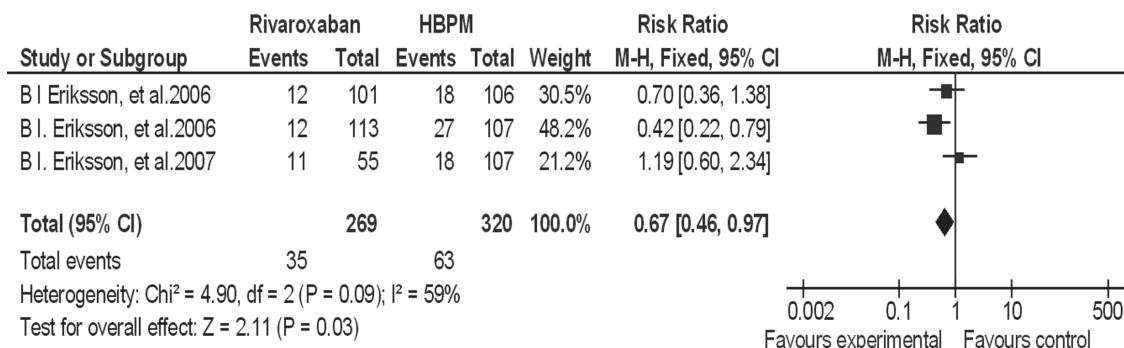 Rivaroxaban HBPM Risk Ratio Risk Ratio
Study or Subgroup Events Total Events Total Weight M-H, Fixed, 95% CI M-H, Fixed, 95% CI
B I Eriksson, et al.2006 12 101 18 106 30.5% 0.70 [0.36, 1.38]
B I. Eriksson, et al.2006 12 113 27 107 48.2% 0.42 [0.22, 0.79]
B I. Eriksson, et al.2007 11 55 18 107 21.2% 1.19 [0.60, 2.34]
Total (95% CI) 269 320 100.0% 0.67 [0.46, 0.97]
Total events 35 63
Heterogeneity: Chi² = 4.90, df = 2 (P = 0.09); I² = 59%
Test for overall effect: Z = 2.11 (P = 0.03)
0.002 0.1 1 10 500
Favours experimental Favours control